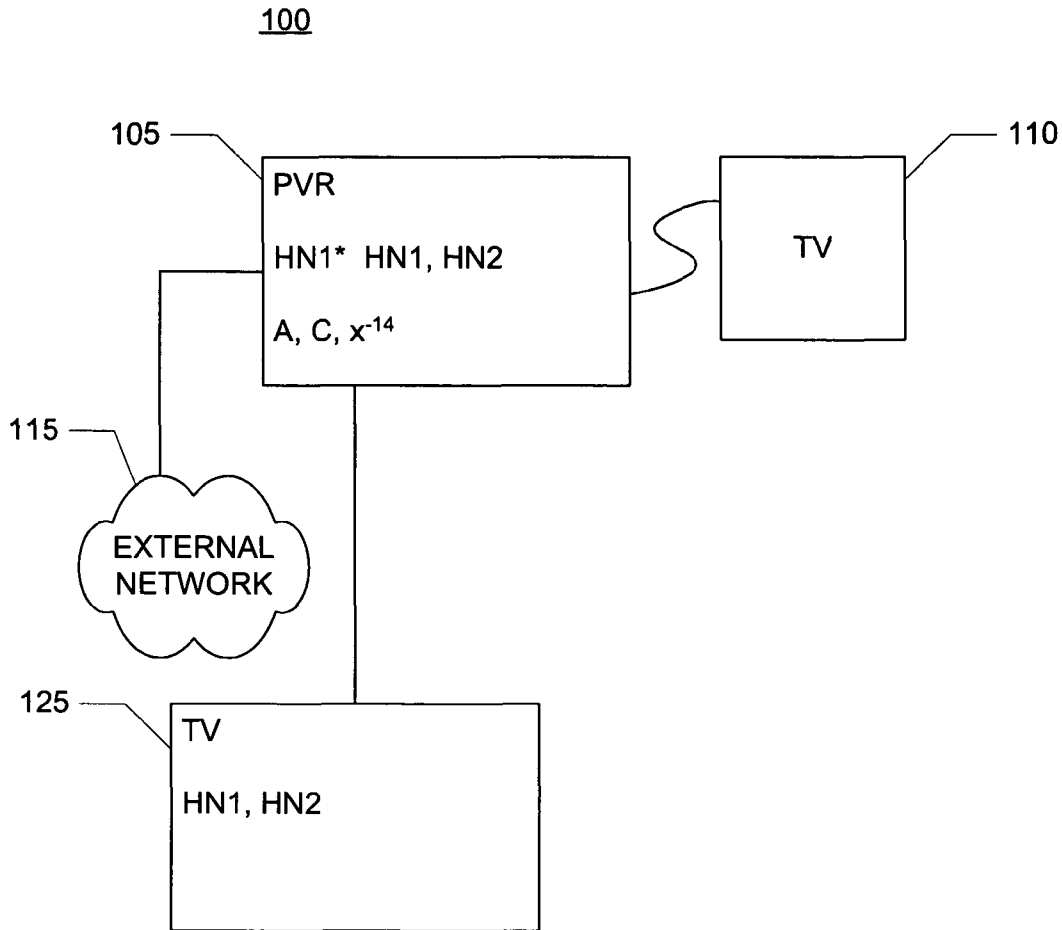 100
105
110
PVR
HN1* HN1, HN2
A, C, x⁻¹⁴
TV
115
EXTERNAL
NETWORK
125
TV
HN1, HN2